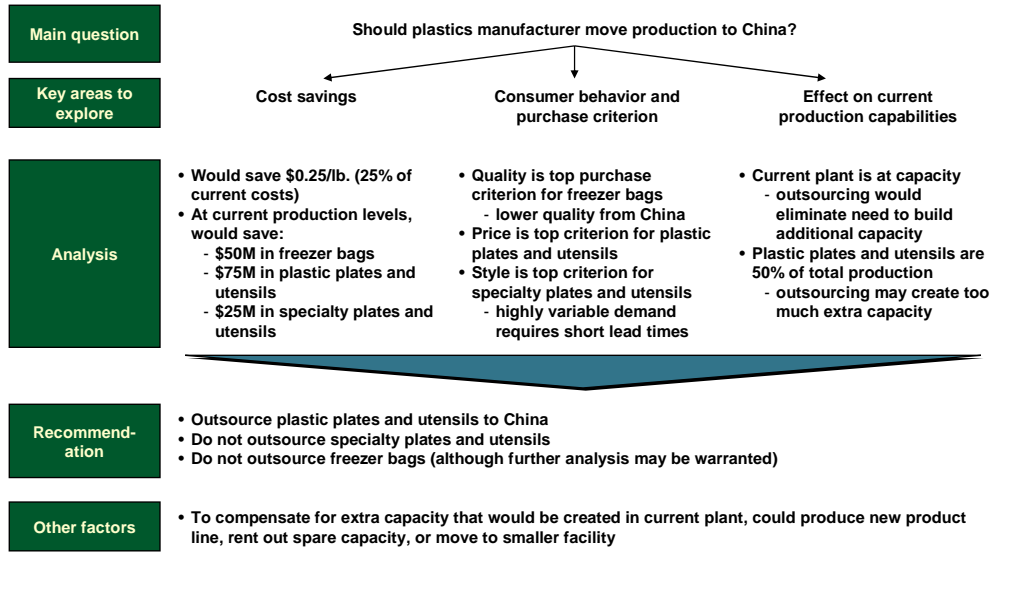 Main question
Should plastics manufacturer move production to China?
Key areas to
explore
Cost savings
Consumer behavior and
purchase criterion
Effect on current
production capabilities
Analysis
• Would save $0.25/lb. (25% of
current costs)
• At current production levels,
would save:
- $50M in freezer bags
- $75M in plastic plates and
utensils
- $25M in specialty plates and
utensils
• Quality is top purchase
criterion for freezer bags
- lower quality from China
• Price is top criterion for plastic
plates and utensils
• Style is top criterion for
specialty plates and utensils
- highly variable demand
requires short lead times
• Current plant is at capacity
- outsourcing would
eliminate need to build
additional capacity
• Plastic plates and utensils are
50% of total production
- outsourcing may create too
much extra capacity
Recommend-
ation
• Outsource plastic plates and utensils to China
• Do not outsource specialty plates and utensils
• Do not outsource freezer bags (although further analysis may be warranted)
Other factors
• To compensate for extra capacity that would be created in current plant, could produce new product
line, rent out spare capacity, or move to smaller facility